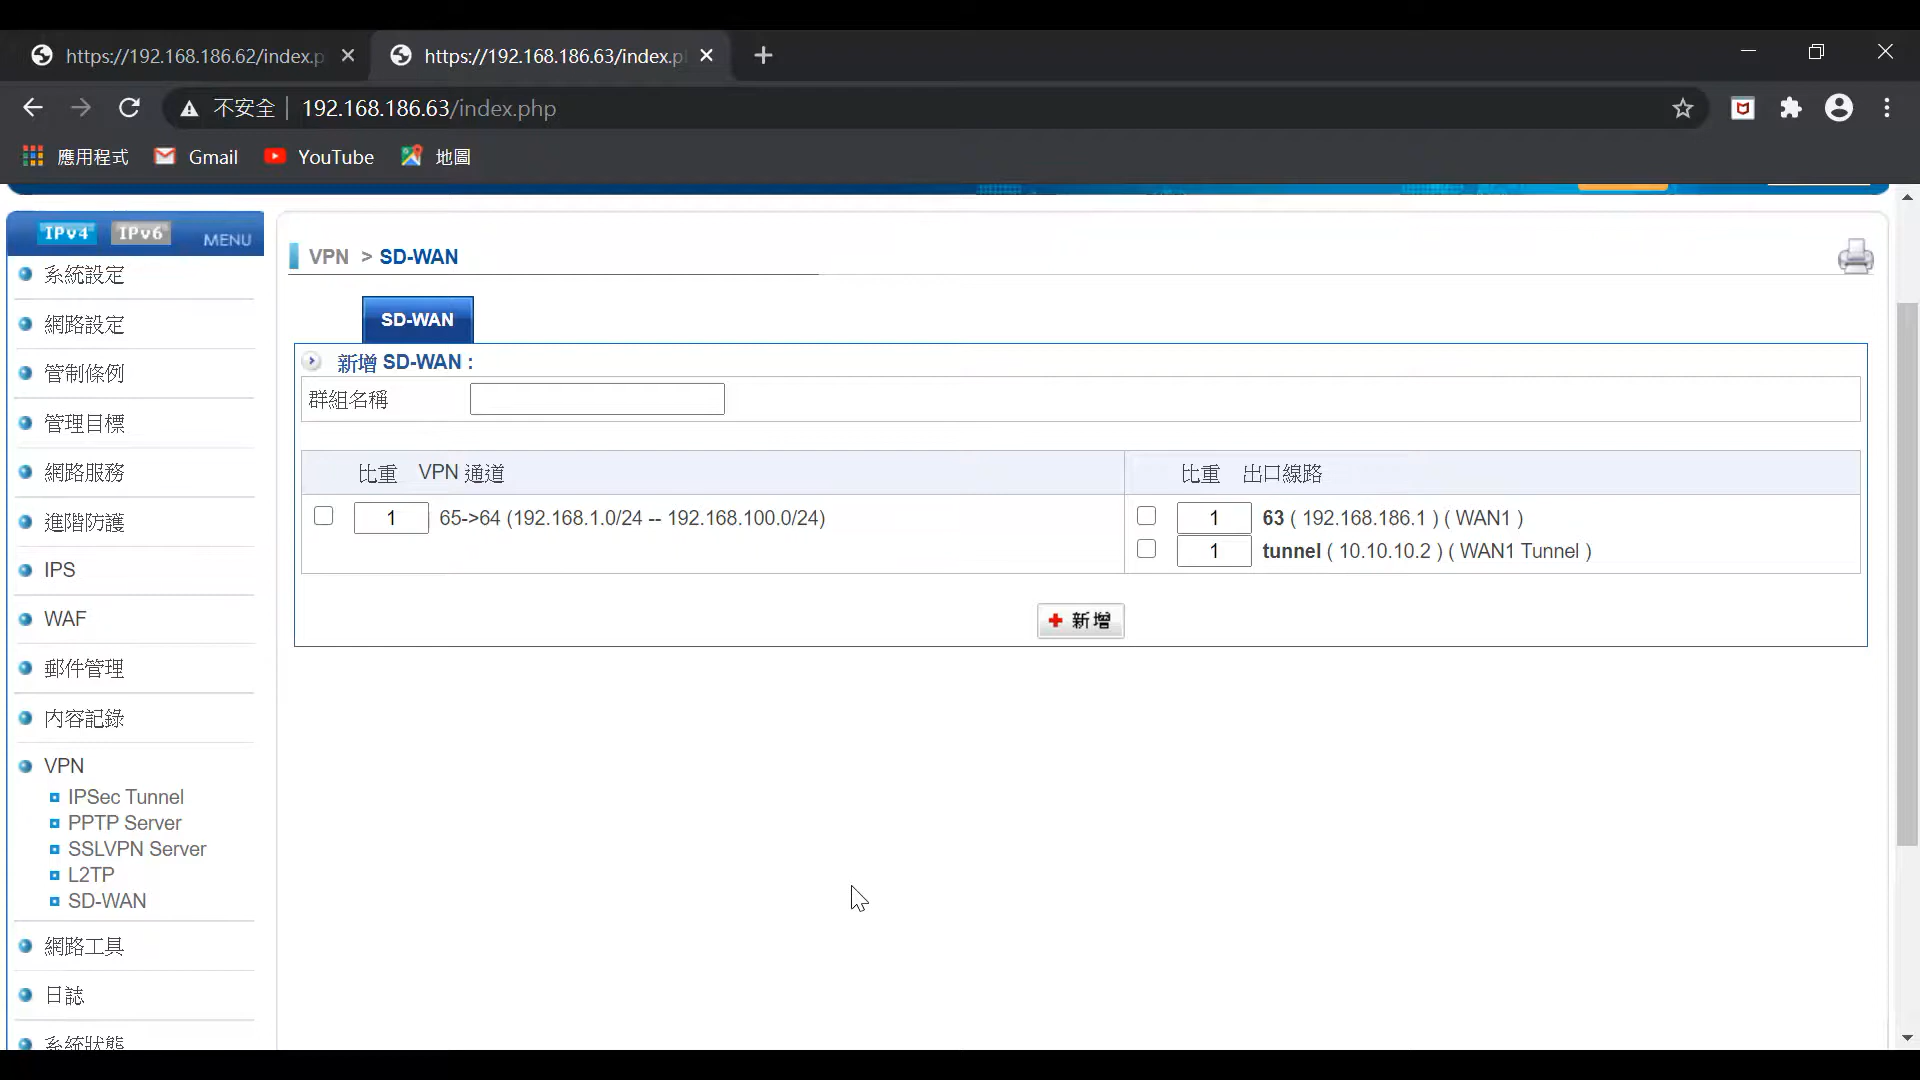 https://192.168.186.62/index.p
https://192.168.186.63/index.p
不安全
192.168.186.63/index.php
應用程式
Gmail
YouTube
地圖
IPv4 IPv6 MENU
系統設定
網路設定
管制條例
管理目標
網路服務
進階防護
IPS
WAF
郵件管理
內容記錄
VPN
IPSec Tunnel
PPTP Server
SSLVPN Server
L2TP
SD-WAN
網路工具
日誌
系統狀態
VPN > SD-WAN
SD-WAN
新增 SD-WAN :
群組名稱
比重 VPN 通道
1 65->64 (192.168.1.0/24 -- 192.168.100.0/24)
比重 出口線路
1 63 ( 192.168.186.1 ) ( WAN1 )
1 tunnel ( 10.10.10.2 ) ( WAN1 Tunnel )
新增